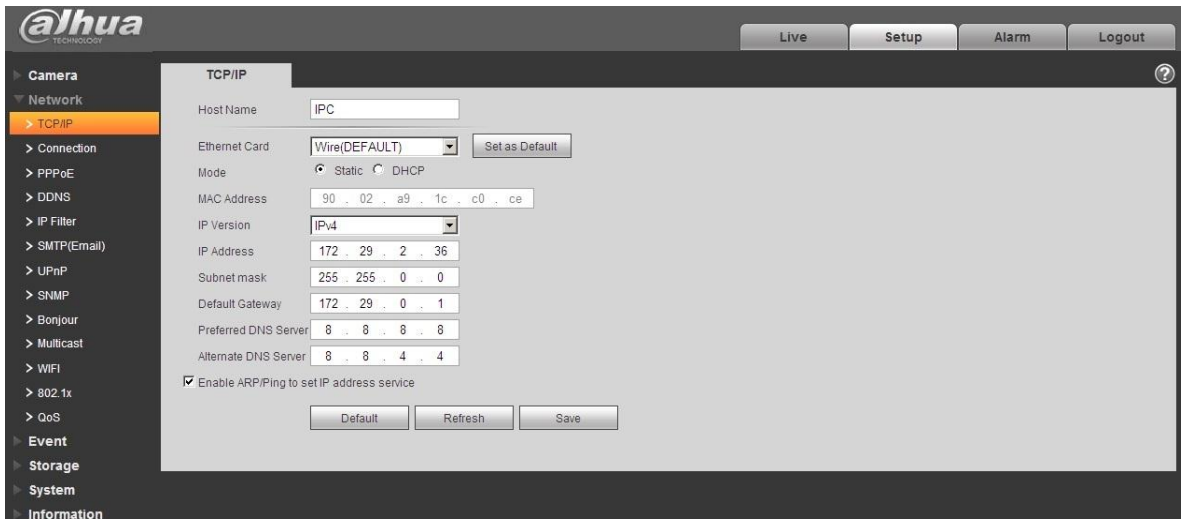 alhua
TECHNOLOGY
Live Setup Alarm Logout
Camera
Network
> TCP/IP
> Connection
> PPPoE
> DDNS
> IP Filter
> SMTP(Email)
> UPnP
> SNMP
> Bonjour
> Multicast
> WIFI
> 802.1x
> QoS
Event
Storage
System
Information
TCP/IP
?
Host Name IPC
Ethernet Card Wire(DEFAULT) Set as Default
Mode Static DHCP
MAC Address 90 . 02 . a9 . 1c . c0 . ce
IP Version IPv4
IP Address 172 . 29 . 2 . 36
Subnet mask 255 . 255 . 0 . 0
Default Gateway 172 . 29 . 0 . 1
Preferred DNS Server 8 . 8 . 8 . 8
Alternate DNS Server 8 . 8 . 4 . 4
Enable ARP/Ping to set IP address service
Default Refresh Save